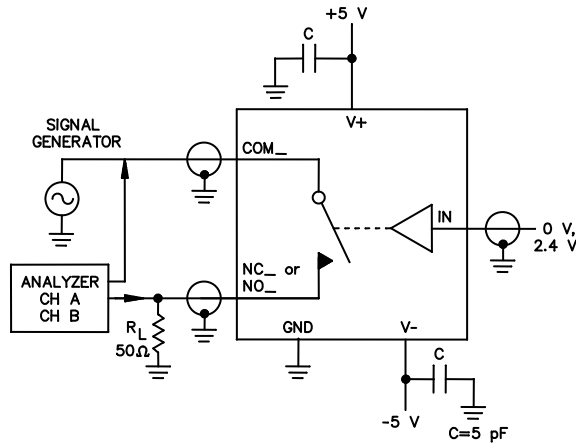 +5 V
C
V+
SIGNAL
GENERATOR
COM_
IN
0 V,
2.4 V
ANALYZER
CH A
CH B
NC_ or
NO_
RL
50Ω
GND
V-
C
-5 V
C=5 pF